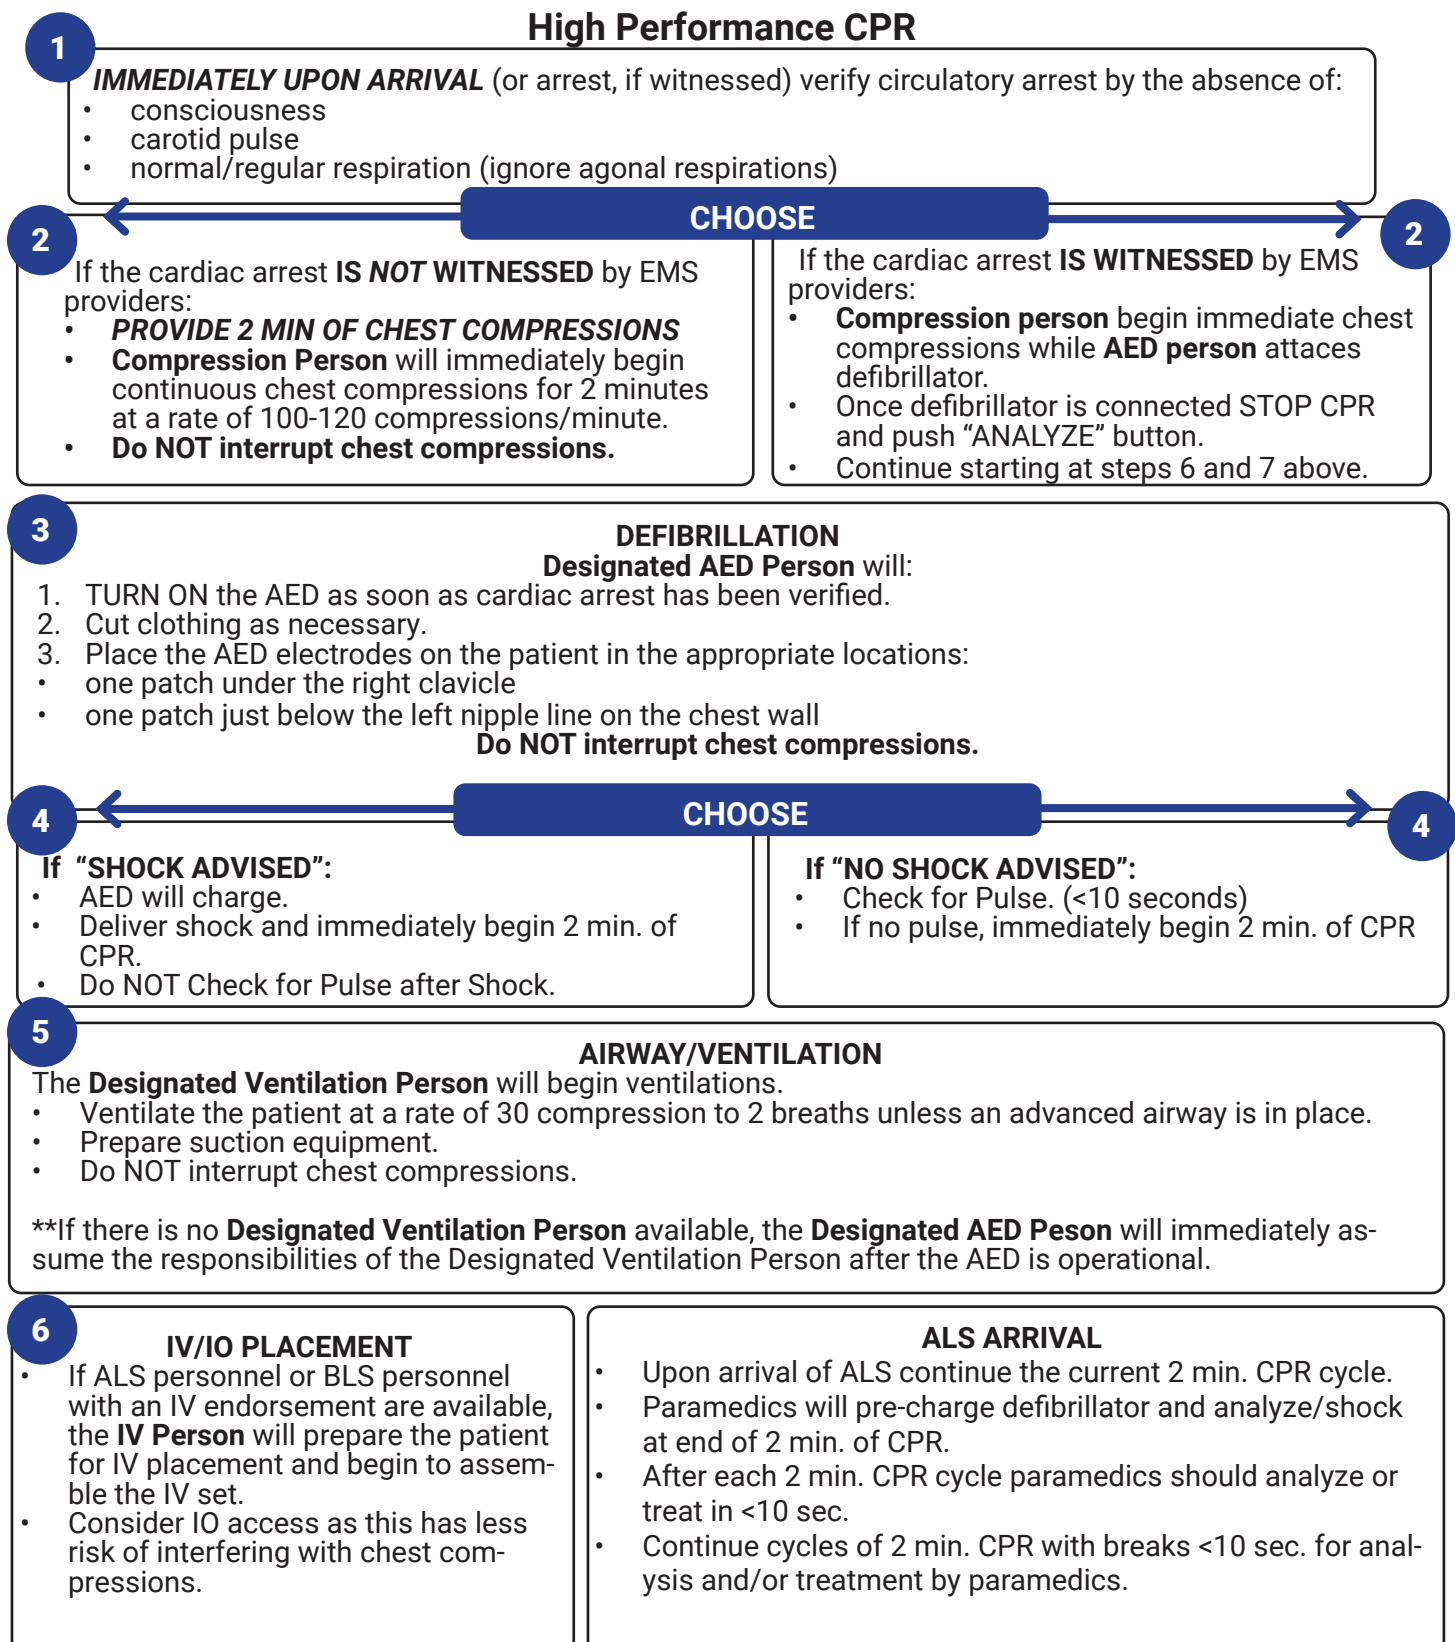 High Performance CPR
1
IMMEDIATELY UPON ARRIVAL (or arrest, if witnessed) verify circulatory arrest by the absence of:
• consciousness
• carotid pulse
• normal/regular respiration (ignore agonal respirations)
CHOOSE
2
If the cardiac arrest IS NOT WITNESSED by EMS
providers:
• PROVIDE 2 MIN OF CHEST COMPRESSIONS
• Compression Person will immediately begin
continuous chest compressions for 2 minutes
at a rate of 100-120 compressions/minute.
• Do NOT interrupt chest compressions.
2
If the cardiac arrest IS WITNESSED by EMS
providers:
• Compression person begin immediate chest
compressions while AED person attaces
defibrillator.
• Once defibrillator is connected STOP CPR
and push “ANALYZE” button.
• Continue starting at steps 6 and 7 above.
3
DEFIBRILLATION
Designated AED Person will:
1. TURN ON the AED as soon as cardiac arrest has been verified.
2. Cut clothing as necessary.
3. Place the AED electrodes on the patient in the appropriate locations:
• one patch under the right clavicle
• one patch just below the left nipple line on the chest wall
Do NOT interrupt chest compressions.
CHOOSE
4
If “SHOCK ADVISED”:
• AED will charge.
• Deliver shock and immediately begin 2 min. of
CPR.
• Do NOT Check for Pulse after Shock.
4
If “NO SHOCK ADVISED”:
• Check for Pulse. (<10 seconds)
• If no pulse, immediately begin 2 min. of CPR
5
AIRWAY/VENTILATION
The Designated Ventilation Person will begin ventilations.
• Ventilate the patient at a rate of 30 compression to 2 breaths unless an advanced airway is in place.
• Prepare suction equipment.
• Do NOT interrupt chest compressions.
**If there is no Designated Ventilation Person available, the Designated AED Peson will immediately as-
sume the responsibilities of the Designated Ventilation Person after the AED is operational.
6
IV/IO PLACEMENT
• If ALS personnel or BLS personnel
with an IV endorsement are available,
the IV Person will prepare the patient
for IV placement and begin to assem-
ble the IV set.
• Consider IO access as this has less
risk of interfering with chest com-
pressions.
ALS ARRIVAL
• Upon arrival of ALS continue the current 2 min. CPR cycle.
• Paramedics will pre-charge defibrillator and analyze/shock
at end of 2 min. of CPR.
• After each 2 min. CPR cycle paramedics should analyze or
treat in <10 sec.
• Continue cycles of 2 min. CPR with breaks <10 sec. for anal-
ysis and/or treatment by paramedics.